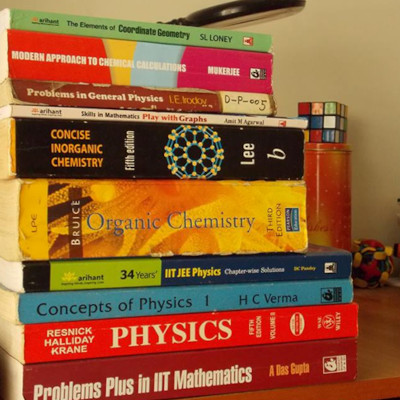 arihant The Elements of Coordinate Geometry SL LONEY
MODERN APPROACH TO CHEMICAL CALCULATIONS MUKERJEE
Problems in General Physics I.E. Irodov D-P-005
arihant Skills in Mathematics Play with Graphs Amit M Agarwal
CONCISE
INORGANIC
CHEMISTRY
Fifth edition
Lee
b
LPE
BRUICE
Organic Chemistry
THIRD
EDITION
arihant 34 Years' IIT JEE Physics Chapter-wise Solutions DC Pandey
Concepts of Physics 1 H C Verma
RESNICK
HALLIDAY
KRANE
PHYSICS
FIFTH
EDITION
VOLUME II
WILEY
Problems Plus in IIT Mathematics A Das Gupta